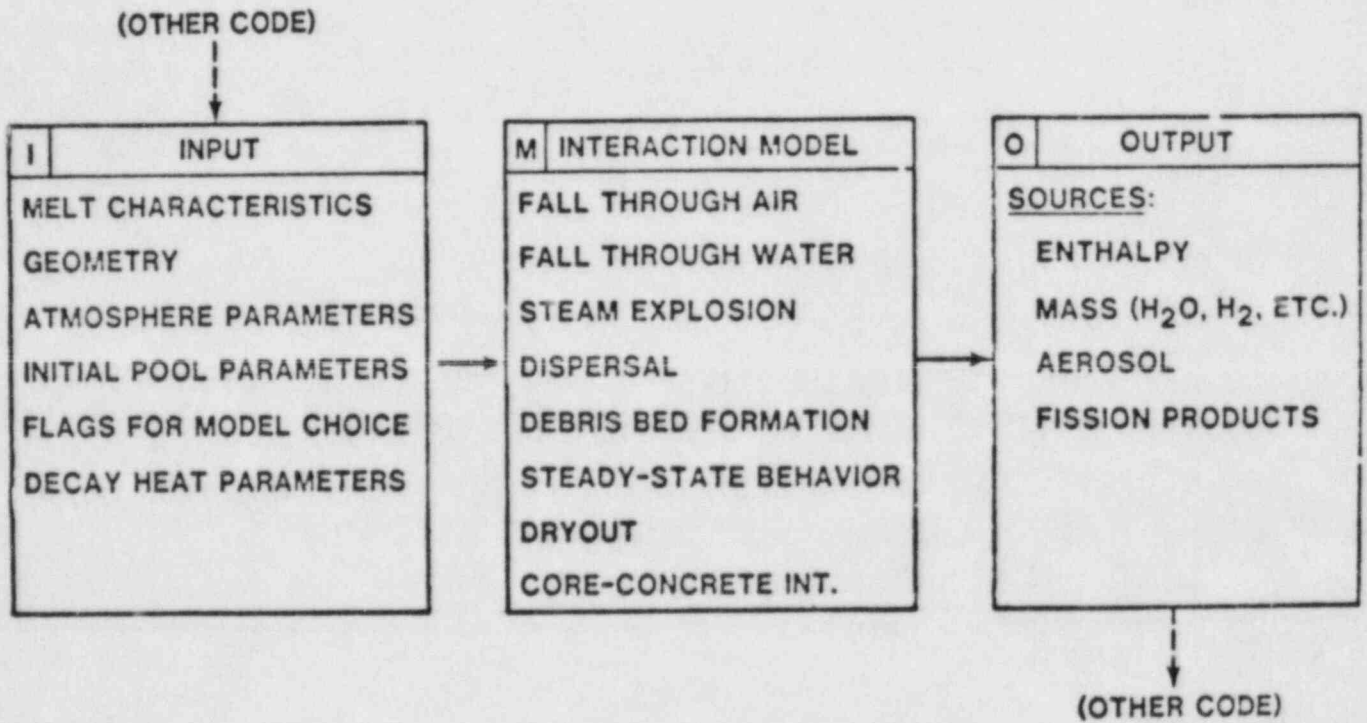 (OTHER CODE)
I INPUT
MELT CHARACTERISTICS
GEOMETRY
ATMOSPHERE PARAMETERS
INITIAL POOL PARAMETERS
FLAGS FOR MODEL CHOICE
DECAY HEAT PARAMETERS
M INTERACTION MODEL
FALL THROUGH AIR
FALL THROUGH WATER
STEAM EXPLOSION
DISPERSAL
DEBRIS BED FORMATION
STEADY-STATE BEHAVIOR
DRYOUT
CORE-CONCRETE INT.
O OUTPUT
SOURCES:
ENTHALPY
MASS (H₂O, H₂, ETC.)
AEROSOL
FISSION PRODUCTS
(OTHER CODE)